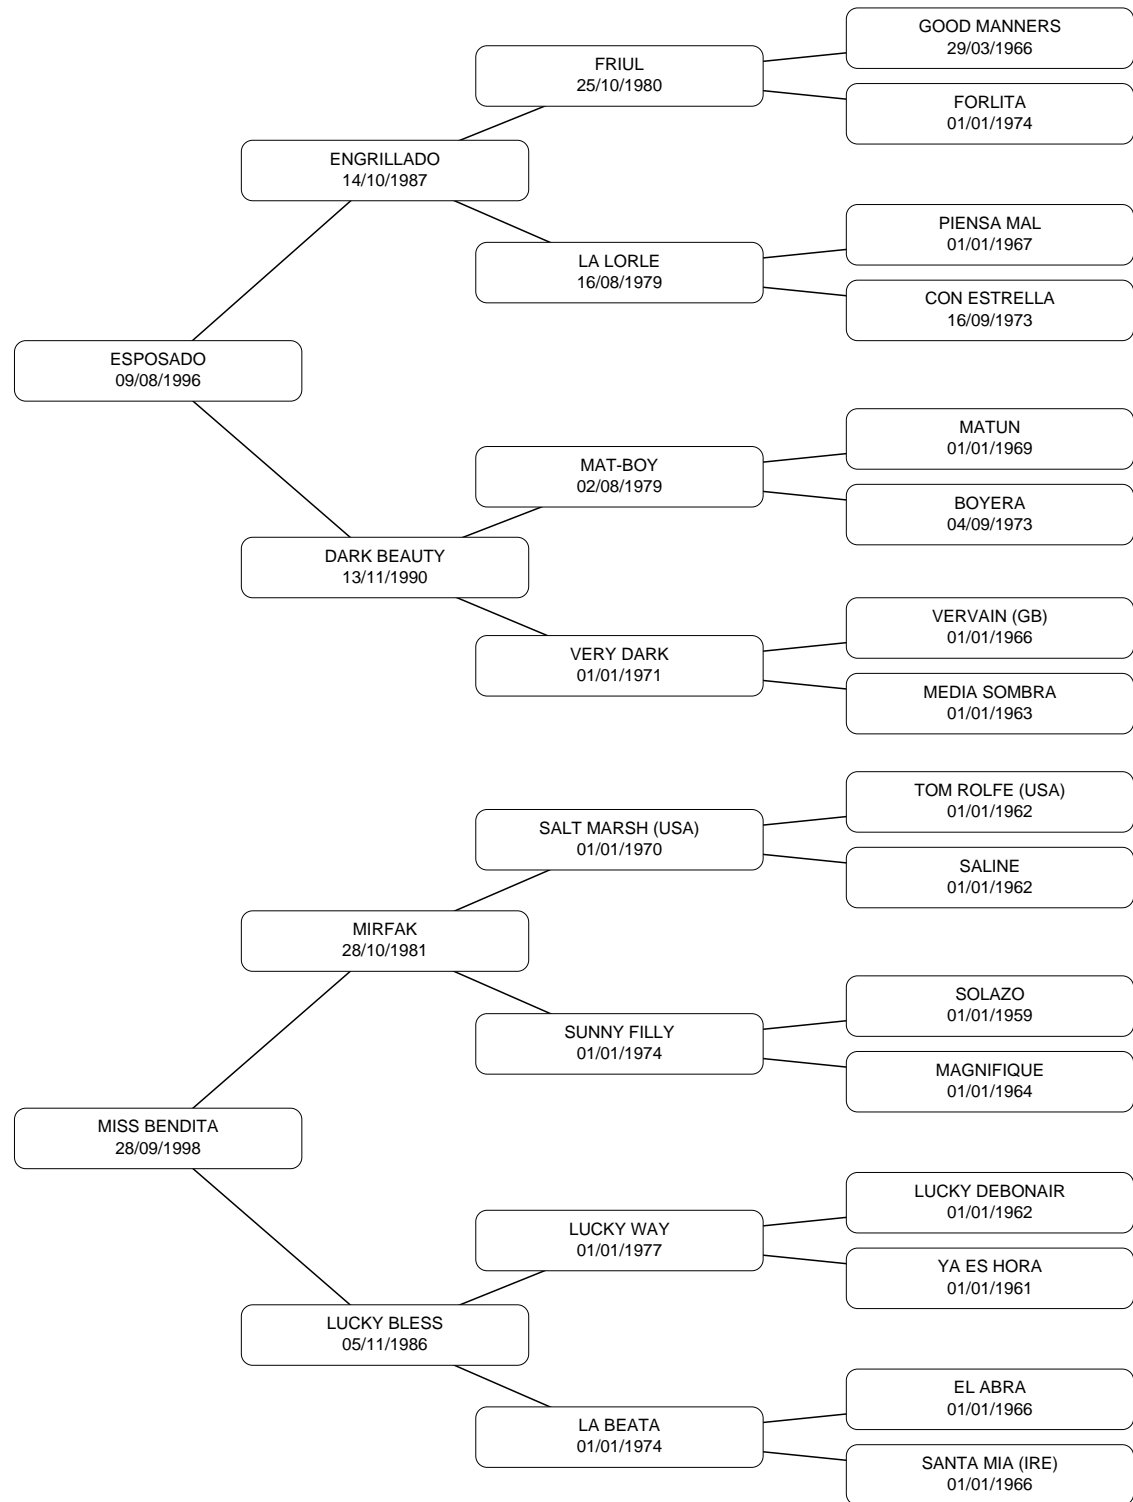 GOOD MANNERS
29/03/1966
FRIUL
25/10/1980
FORLITA
01/01/1974
ENGRILLADO
14/10/1987
PIENSA MAL
01/01/1967
LA LORLE
16/08/1979
CON ESTRELLA
16/09/1973
ESPOSADO
09/08/1996
MATUN
01/01/1969
MAT-BOY
02/08/1979
BOYERA
04/09/1973
DARK BEAUTY
13/11/1990
VERVAIN (GB)
01/01/1966
VERY DARK
01/01/1971
MEDIA SOMBRA
01/01/1963
TOM ROLFE (USA)
01/01/1962
SALT MARSH (USA)
01/01/1970
SALINE
01/01/1962
MIRFAK
28/10/1981
SOLAZO
01/01/1959
SUNNY FILLY
01/01/1974
MAGNIFIQUE
01/01/1964
MISS BENDITA
28/09/1998
LUCKY DEBONAIR
01/01/1962
LUCKY WAY
01/01/1977
YA ES HORA
01/01/1961
LUCKY BLESS
05/11/1986
EL ABRA
01/01/1966
LA BEATA
01/01/1974
SANTA MIA (IRE)
01/01/1966